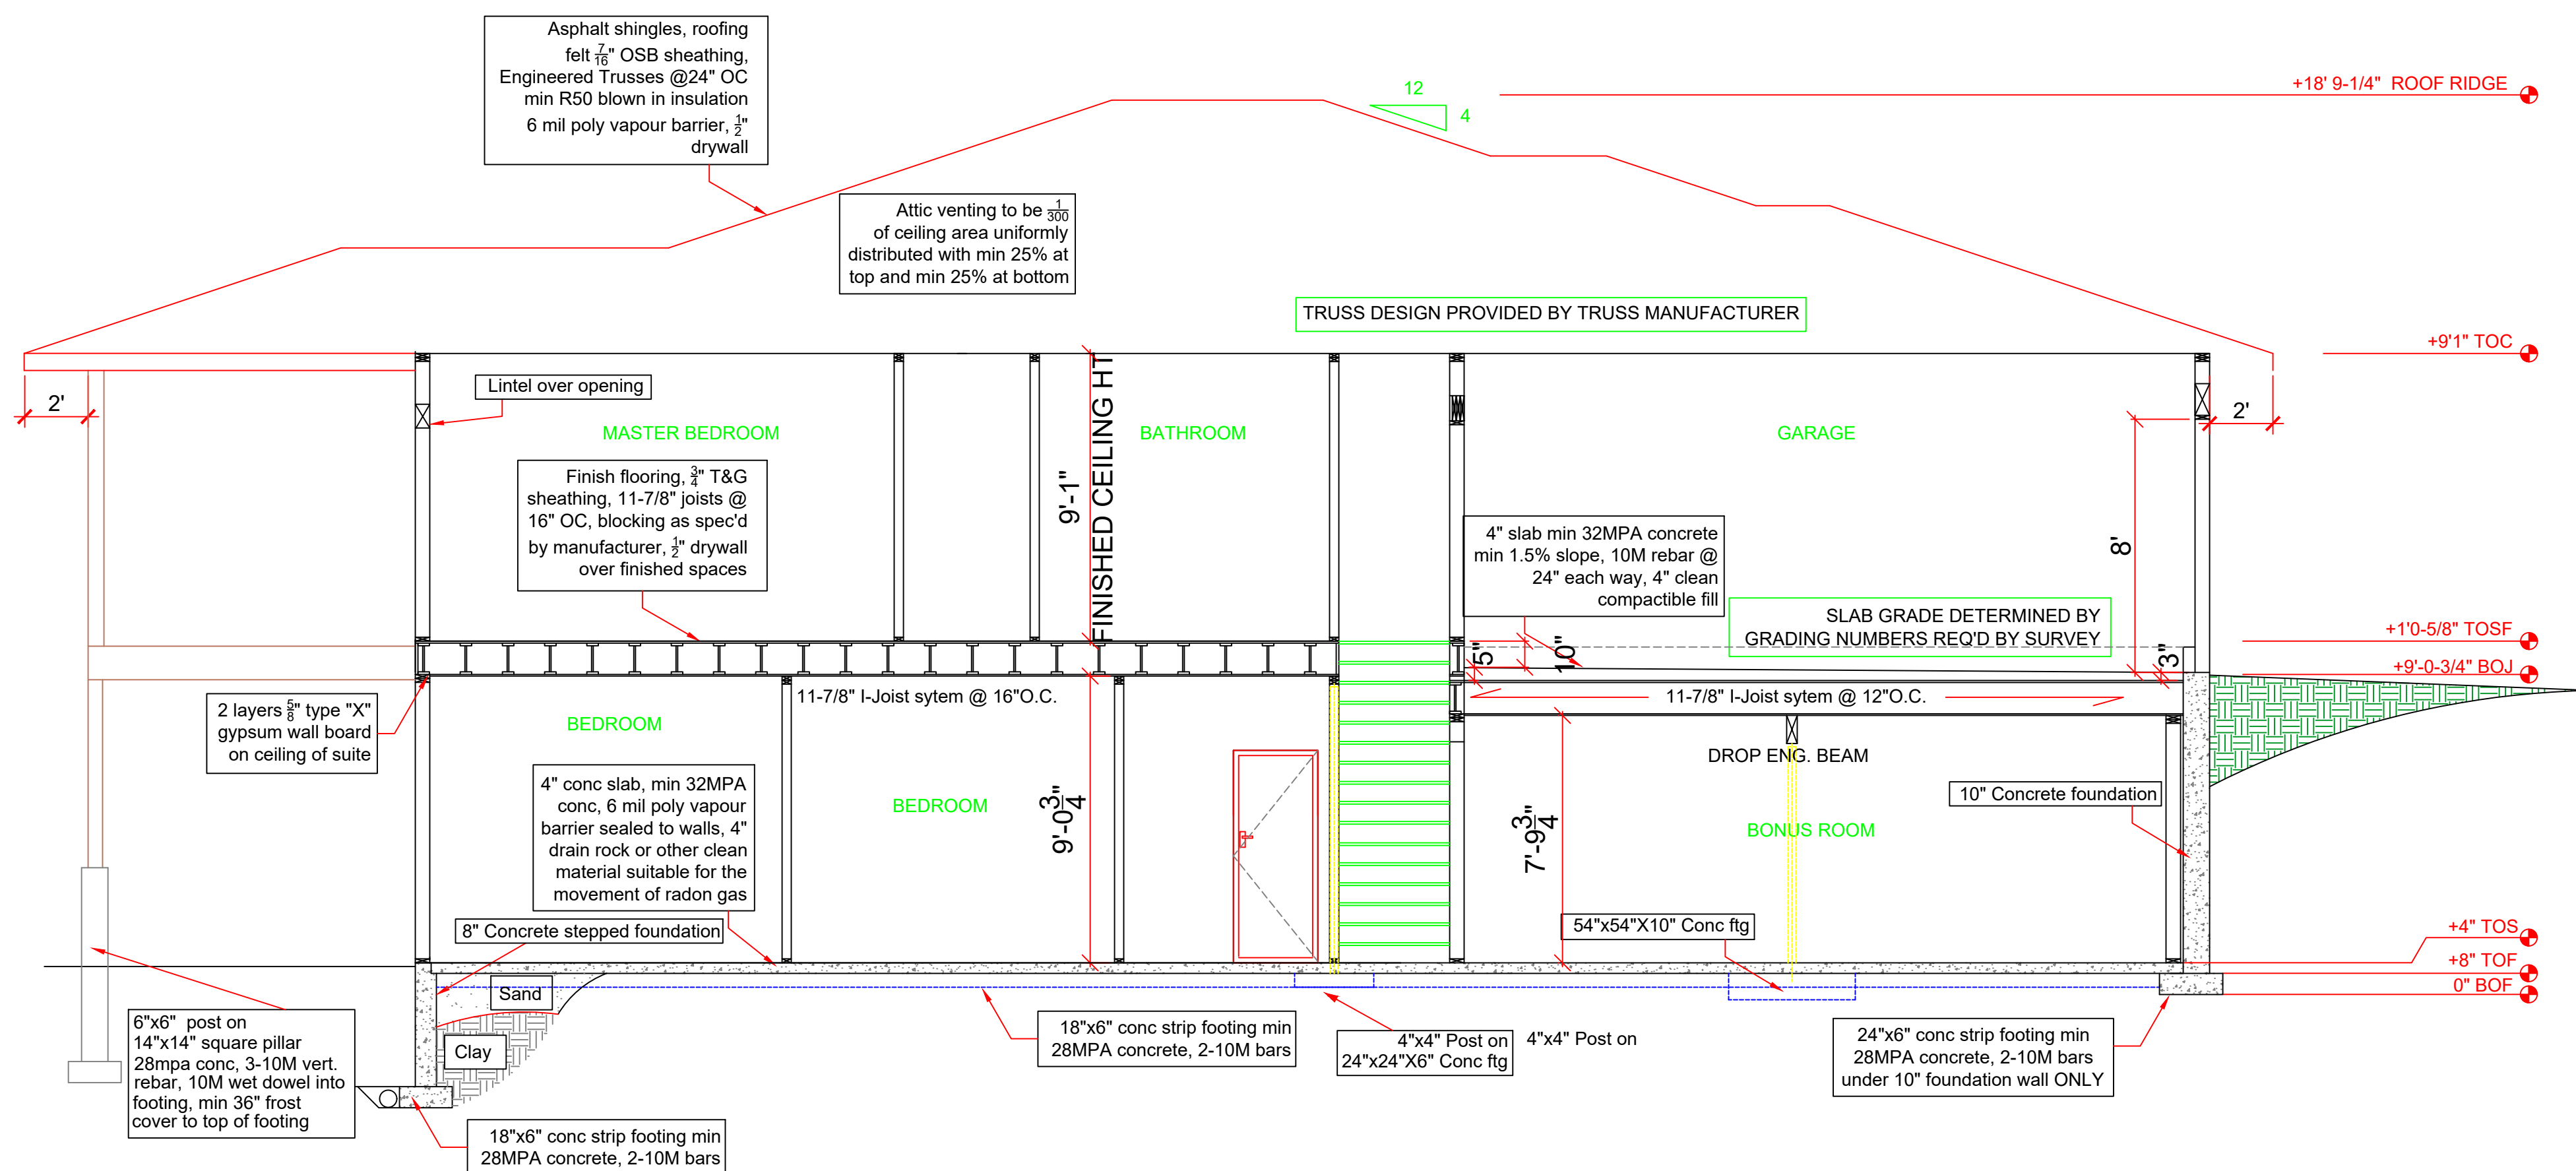 Asphalt shingles, roofing
felt 7/16" OSB sheathing,
Engineered Trusses @24" OC
min R50 blown in insulation
6 mil poly vapour barrier, 1/2"
drywall
12
4
+18' 9-1/4"  ROOF RIDGE
Attic venting to be 1/300
of ceiling area uniformly
distributed with min 25% at
top and min 25% at bottom
TRUSS DESIGN PROVIDED BY TRUSS MANUFACTURER
+9'1" TOC
2'
Lintel over opening
2'
MASTER BEDROOM
BATHROOM
GARAGE
9'-1"
FINISHED CEILING HT
8'
Finish flooring, 3/4" T&G
sheathing, 11-7/8" joists @
16" OC, blocking as spec'd
by manufacturer, 1/2" drywall
over finished spaces
4" slab min 32MPA concrete
min 1.5% slope, 10M rebar @
24" each way, 4" clean
compactible fill
SLAB GRADE DETERMINED BY
GRADING NUMBERS REQ'D BY SURVEY
+1'0-5/8" TOSF
5"
10"
3"
+9'-0-3/4" BOJ
2 layers 5/8" type "X"
gypsum wall board
on ceiling of suite
11-7/8" I-Joist sytem @ 16"O.C.
11-7/8" I-Joist sytem @ 12"O.C.
BEDROOM
DROP ENG. BEAM
4" conc slab, min 32MPA
conc, 6 mil poly vapour
barrier sealed to walls, 4"
drain rock or other clean
material suitable for the
movement of radon gas
BEDROOM
9'-0 3/4"
7'-9 3/4"
BONUS ROOM
10" Concrete foundation
8" Concrete stepped foundation
54"x54"X10" Conc ftg
+4" TOS
+8" TOF
0" BOF
Sand
Clay
6"x6"  post on
14"x14" square pillar
28mpa conc, 3-10M vert.
rebar, 10M wet dowel into
footing, min 36" frost
cover to top of footing
18"x6" conc strip footing min
28MPA concrete, 2-10M bars
4"x4" Post on
24"x24"X6" Conc ftg
4"x4" Post on
24"x6" conc strip footing min
28MPA concrete, 2-10M bars
under 10" foundation wall ONLY
18"x6" conc strip footing min
28MPA concrete, 2-10M bars